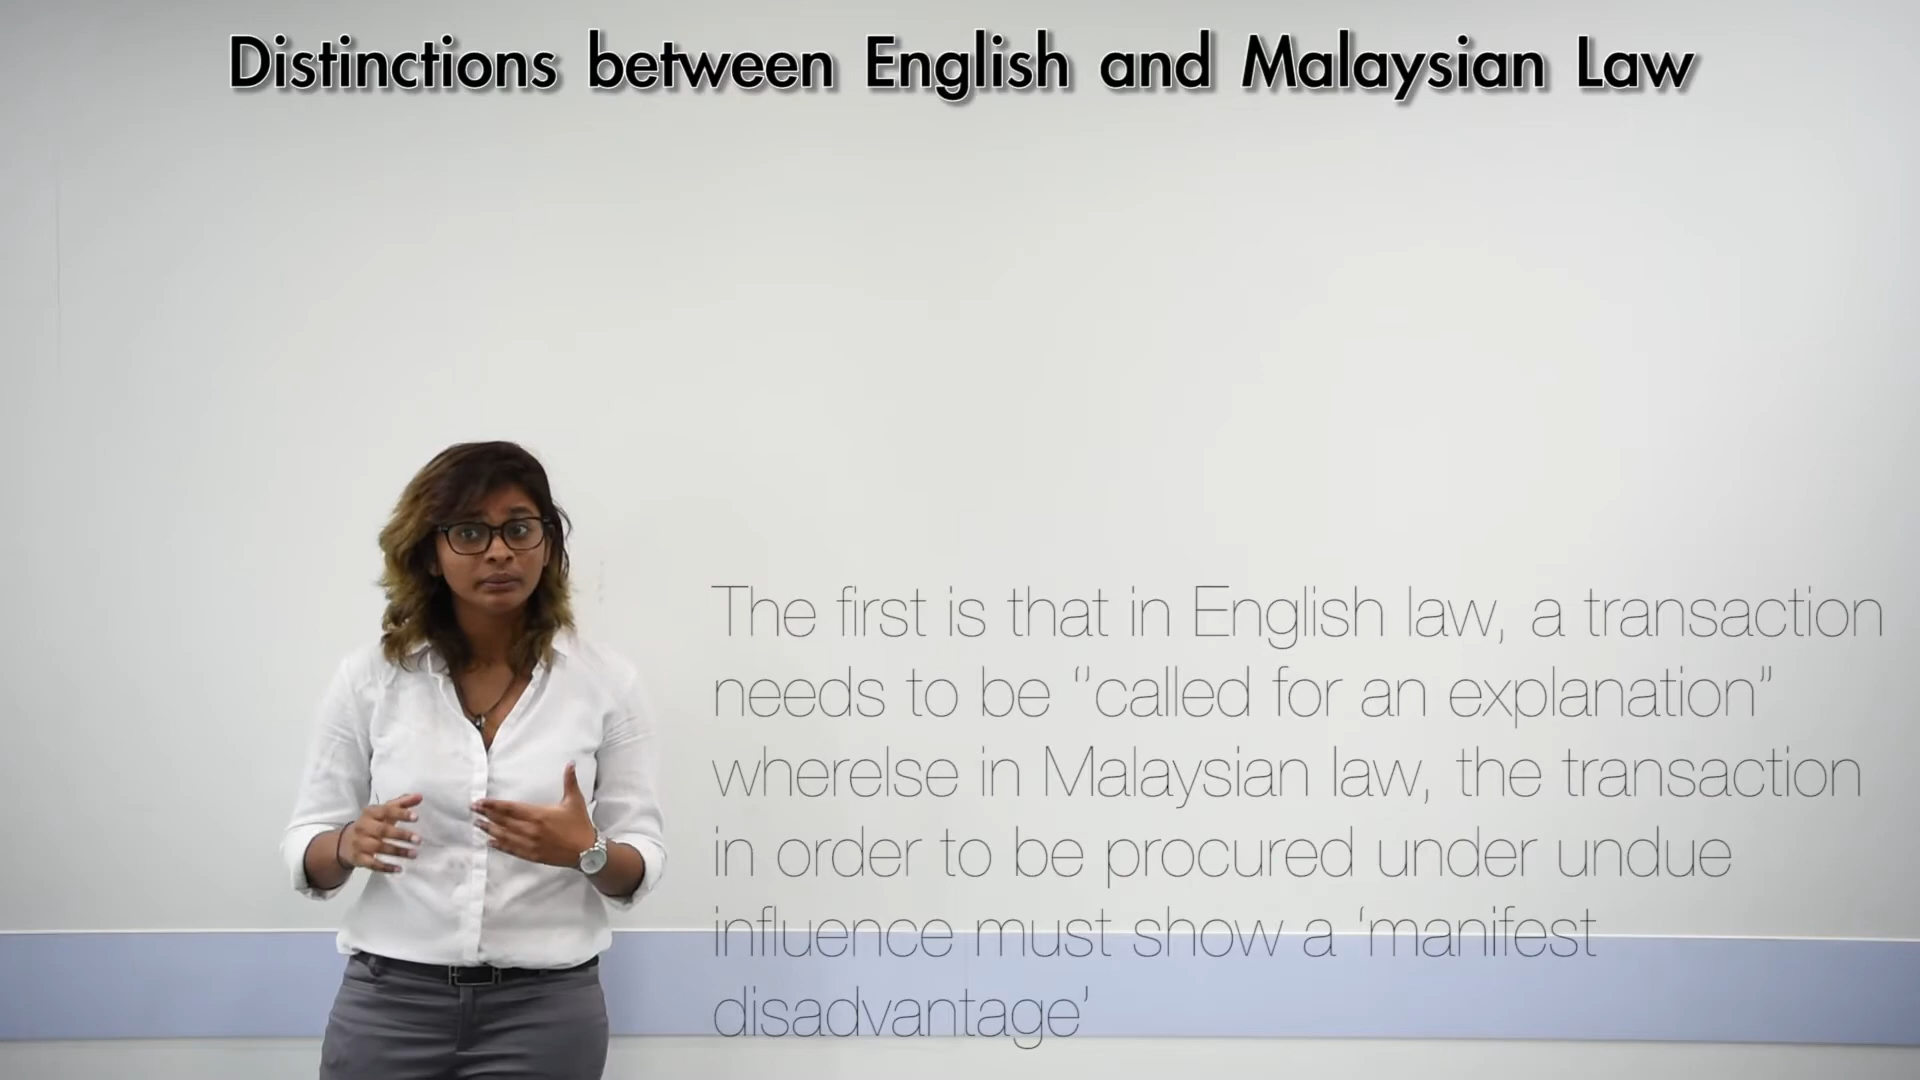 Distinctions between English and Malaysian Law
The first is that in English law, a transaction
needs to be “called for an explanation”
wherelse in Malaysian law, the transaction
in order to be procured under undue
influence must show a ‘manifest
disadvantage’